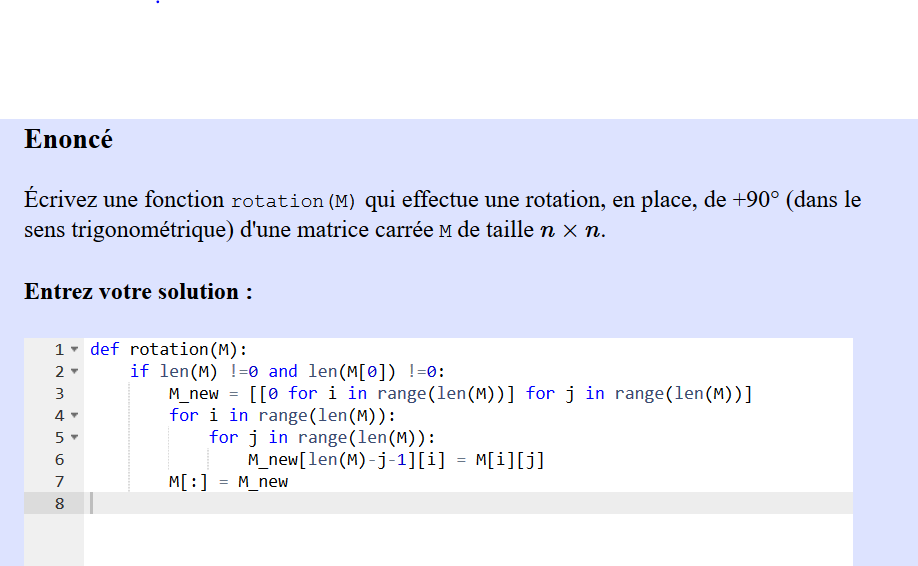 Enoncé
Écrivez une fonction rotation(M) qui effectue une rotation, en place, de +90° (dans le
sens trigonométrique) d'une matrice carrée M de taille n × n.
Entrez votre solution :
1 def rotation(M):
2     if len(M) !=0 and len(M[0]) !=0:
3         M_new = [[0 for i in range(len(M))] for j in range(len(M))]
4         for i in range(len(M)):
5             for j in range(len(M)):
6                 M_new[len(M)-j-1][i] = M[i][j]
7         M[:] = M_new
8